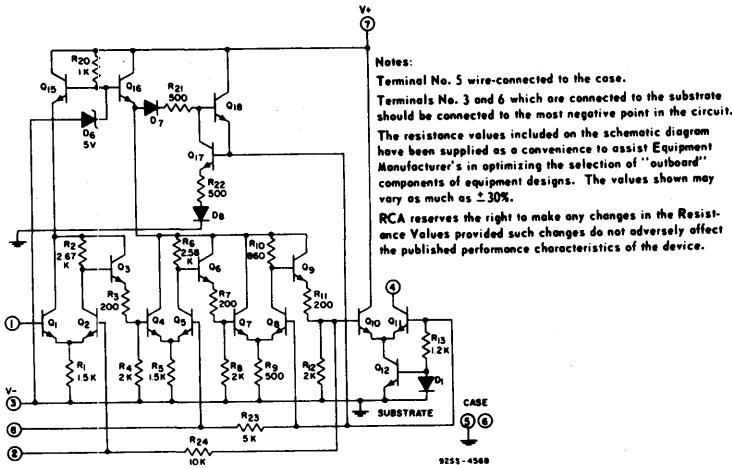 V+
7
R20
1K
Q15
Q16
R21
500
Q18
D7
D6
5V
Q17
R22
500
D8
R2
2.67
K
Q3
R6
2.58
K
Q6
R10
860
Q9
4
R3
200
R7
200
R11
200
1
Q1
Q2
Q4
Q5
Q7
Q8
Q10
Q11
R13
1.2K
R1
1.5K
R4
2K
R5
1.5K
R8
2K
R9
500
R12
2K
Q12
D1
V-
3
SUBSTRATE
CASE
5 6
8
R23
5K
2
R24
10K
92SS-4568
Notes:
Terminal No. 5 wire-connected to the case.
Terminals No. 3 and 6 which are connected to the substrate
should be connected to the most negative point in the circuit.
The resistance values included on the schematic diagram
have been supplied as a convenience to assist Equipment
Manufacturer's in optimizing the selection of "outboard"
components of equipment designs. The values shown may
vary as much as ±30%.
RCA reserves the right to make any changes in the Resist-
ance Values provided such changes do not adversely affect
the published performance characteristics of the device.